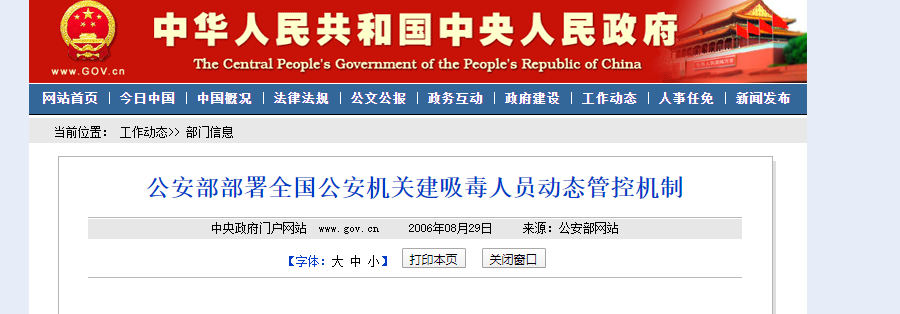 中华人民共和国中央人民政府
www.GOV.cn
The Central People's Government of the People's Republic of China
网站首页 | 今日中国 | 中国概况 | 法律法规 | 公文公报 | 政务互动 | 政府建设 | 工作动态 | 人事任免 | 新闻发布
当前位置： 工作动态>> 部门信息
公安部部署全国公安机关建吸毒人员动态管控机制
中央政府门户网站 www.gov.cn 2006年08月29日 来源：公安部网站
【字体：大 中 小】 打印本页 关闭窗口